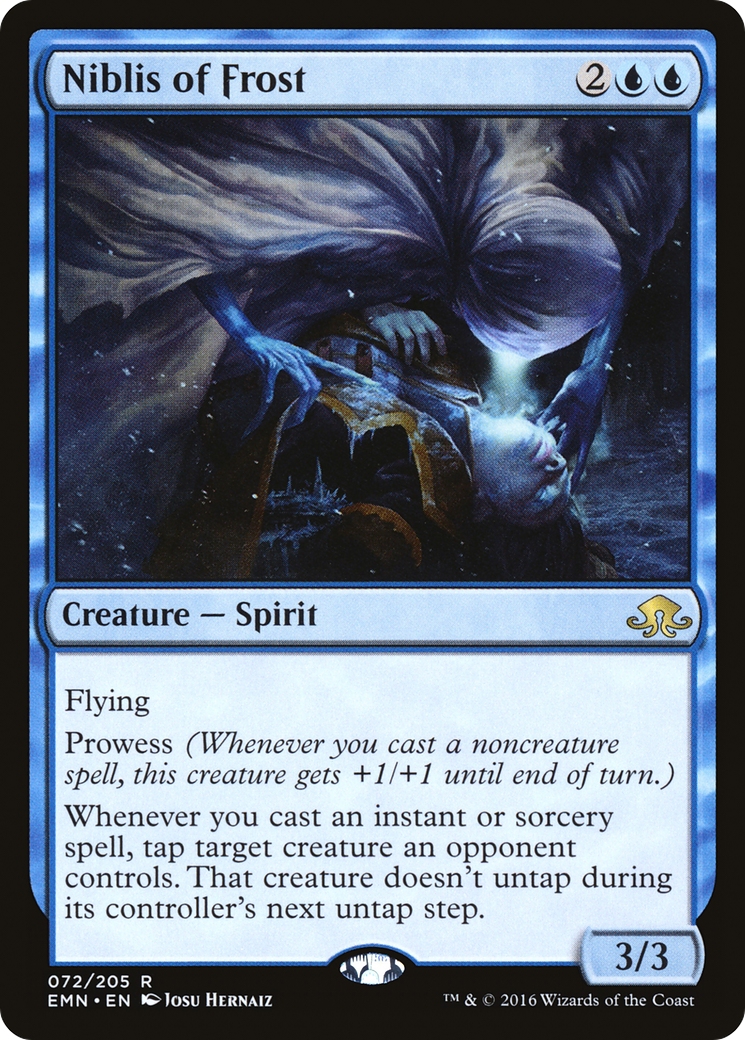 Niblis of Frost 2
Creature — Spirit
Flying
Prowess (Whenever you cast a noncreature
spell, this creature gets +1/+1 until end of turn.)
Whenever you cast an instant or sorcery
spell, tap target creature an opponent
controls. That creature doesn't untap during
its controller's next untap step.
3/3
072/205 R
EMN • EN Josu Hernaiz
™ & © 2016 Wizards of the Coast